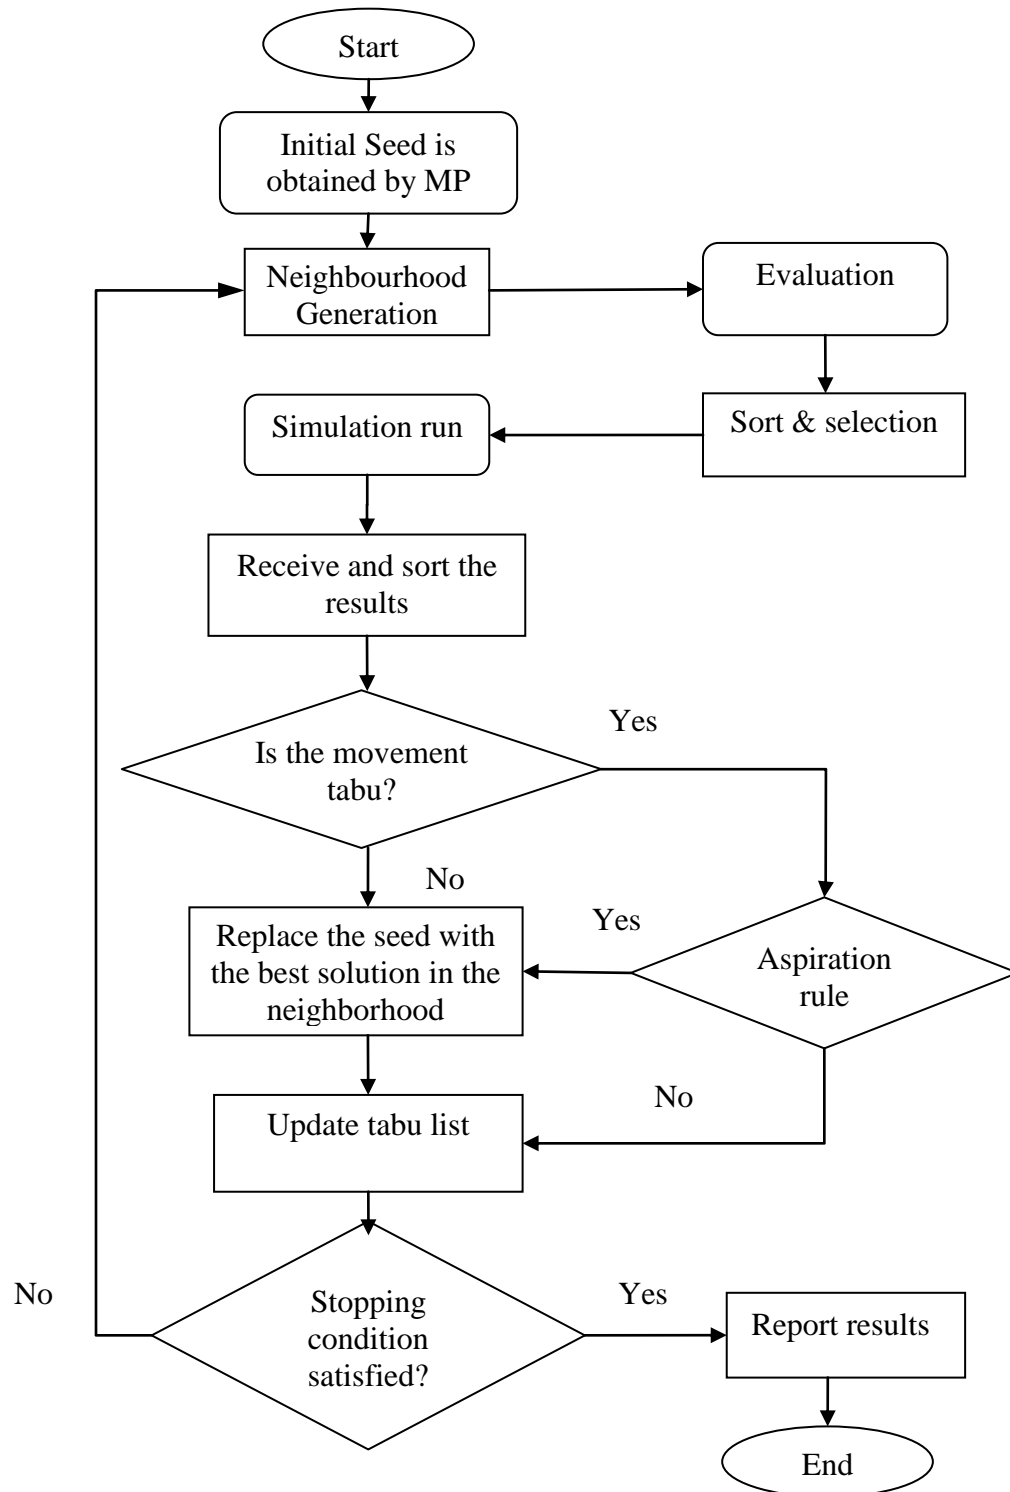 Start
Initial Seed is
obtained by MP
Neighbourhood
Generation
Evaluation
Sort & selection
Simulation run
Receive and sort the
results
Is the movement
tabu?
Yes
No
Replace the seed with
the best solution in the
neighborhood
Yes
Aspiration
rule
No
Update tabu list
Stopping
condition
satisfied?
No
Yes
Report results
End